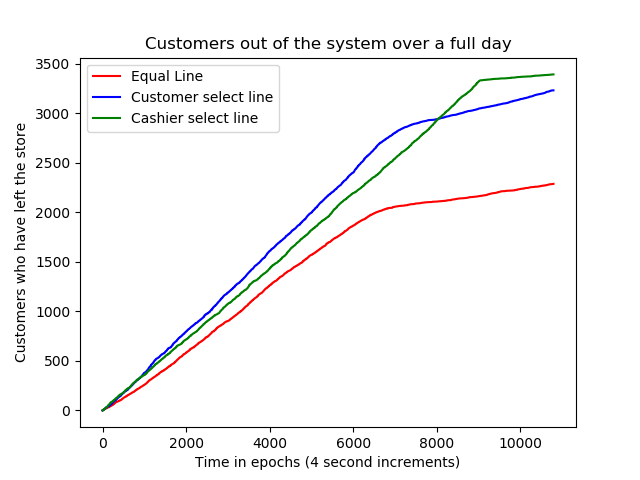 Customers out of the system over a full day
Equal Line
Customer select line
Cashier select line
Customers who have left the store
3500
3000
2500
2000
1500
1000
500
0
0 2000 4000 6000 8000 10000
Time in epochs (4 second increments)